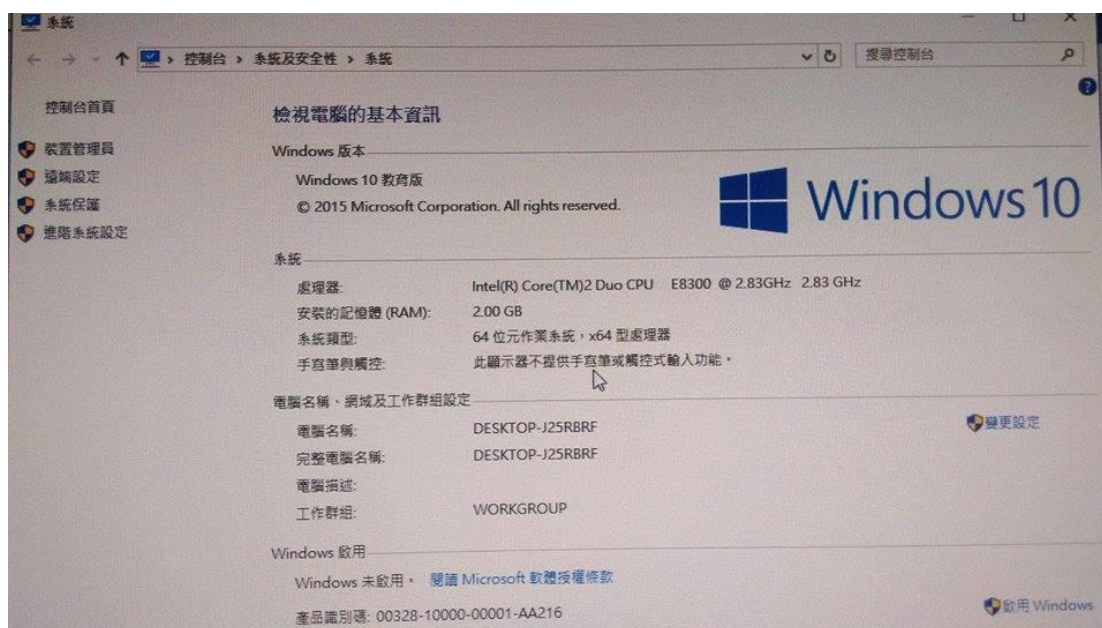 系統
控制台 › 系統及安全性 › 系統
搜尋控制台
控制台首頁
裝置管理員
遠端設定
系統保護
進階系統設定
檢視電腦的基本資訊
Windows 版本
Windows 10 教育版
© 2015 Microsoft Corporation. All rights reserved.
Windows 10
系統
處理器: Intel(R) Core(TM)2 Duo CPU E8300 @ 2.83GHz 2.83 GHz
安裝的記憶體 (RAM): 2.00 GB
系統類型: 64 位元作業系統，x64 型處理器
手寫筆與觸控: 此顯示器不提供手寫筆或觸控式輸入功能。
電腦名稱、網域及工作群組設定
電腦名稱: DESKTOP-J25RBRF
變更設定
完整電腦名稱: DESKTOP-J25RBRF
電腦描述:
工作群組: WORKGROUP
Windows 啟用
Windows 未啟用。 閱讀 Microsoft 軟體授權條款
產品識別碼: 00328-10000-00001-AA216
啟用 Windows